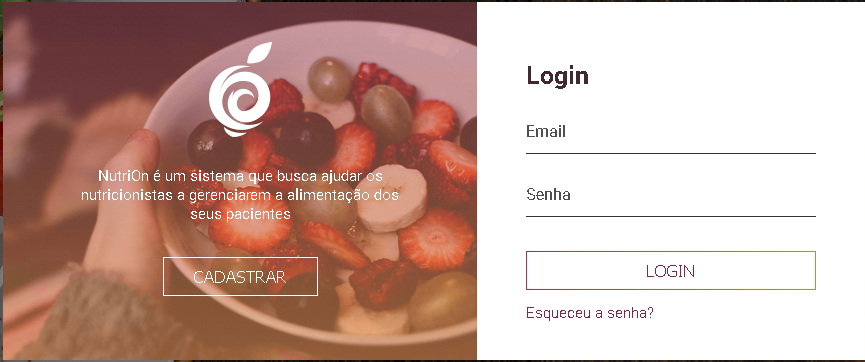 NutriOn é um sistema que busca ajudar os
nutricionistas a gerenciarem a alimentação dos
seus pacientes
CADASTRAR
Login
Email
Senha
LOGIN
Esqueceu a senha?